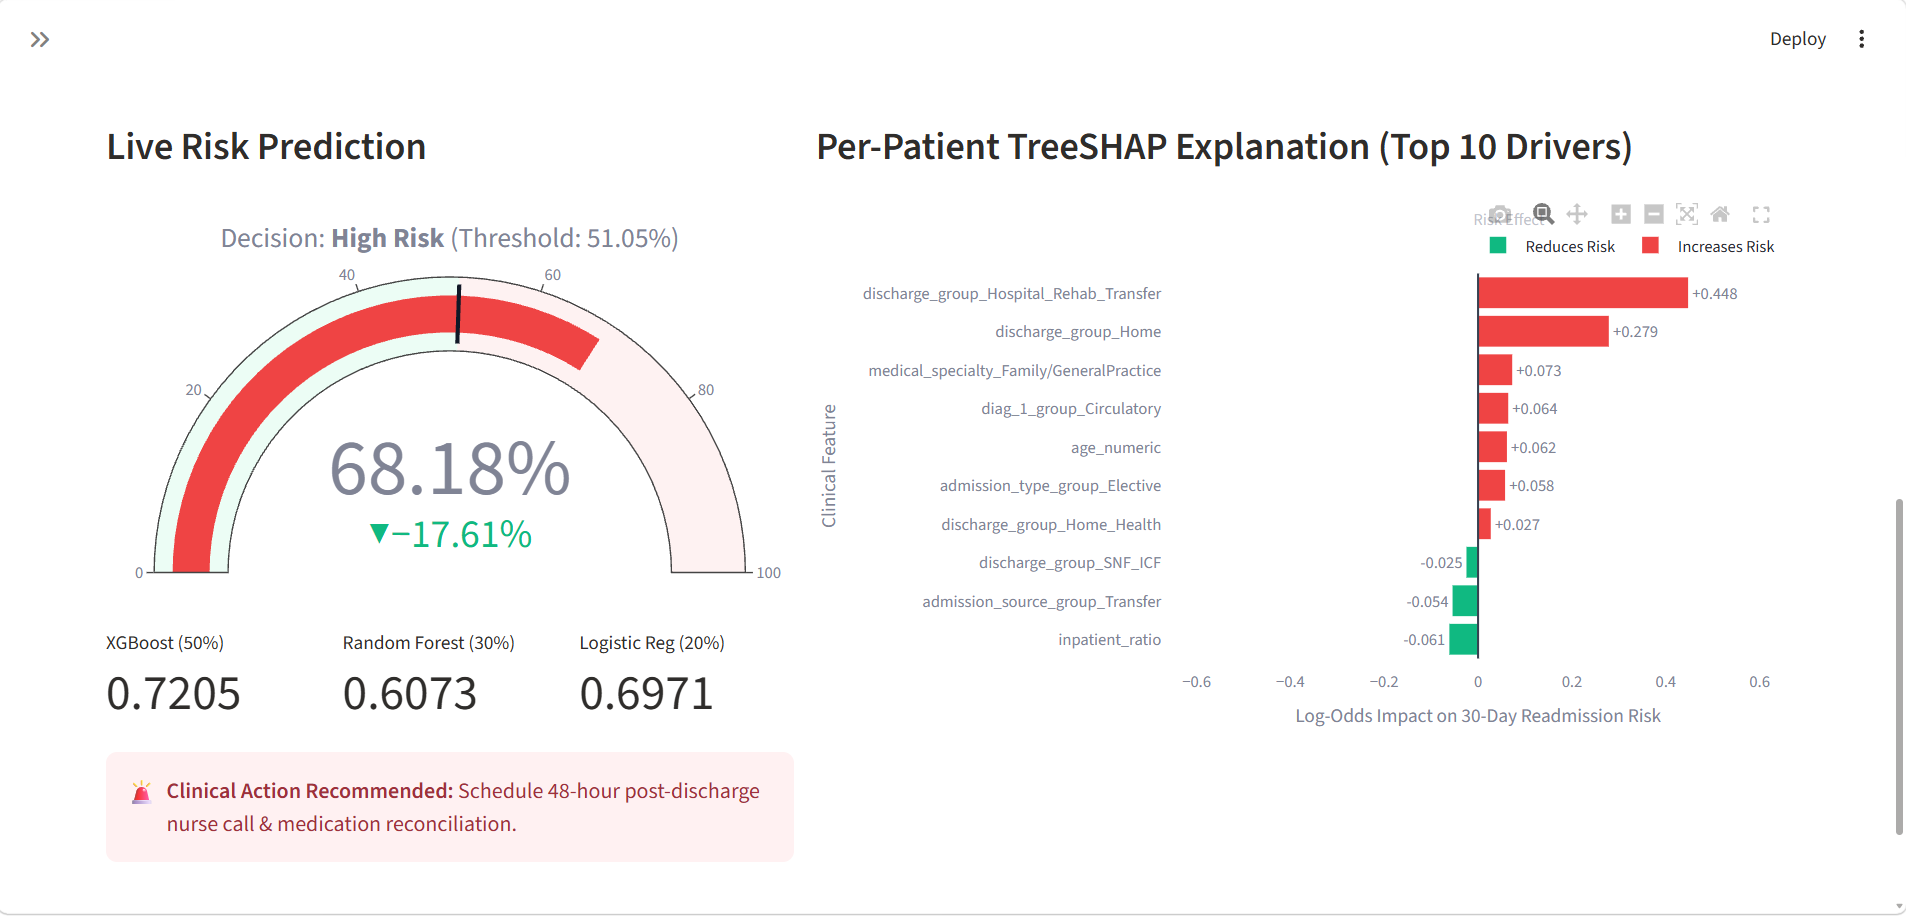 Deploy
Live Risk Prediction
Decision: High Risk (Threshold: 51.05%)
0
20
40
60
80
100
68.18%
▼−17.61%
XGBoost (50%)
0.7205
Random Forest (30%)
0.6073
Logistic Reg (20%)
0.6971
Clinical Action Recommended: Schedule 48-hour post-discharge
nurse call & medication reconciliation.
Per-Patient TreeSHAP Explanation (Top 10 Drivers)
Risk Effect
Reduces Risk
Increases Risk
Clinical Feature
discharge_group_Hospital_Rehab_Transfer +0.448
discharge_group_Home +0.279
medical_specialty_Family/GeneralPractice +0.073
diag_1_group_Circulatory +0.064
age_numeric +0.062
admission_type_group_Elective +0.058
discharge_group_Home_Health +0.027
discharge_group_SNF_ICF -0.025
admission_source_group_Transfer -0.054
inpatient_ratio -0.061
−0.6 −0.4 −0.2 0 0.2 0.4 0.6
Log-Odds Impact on 30-Day Readmission Risk